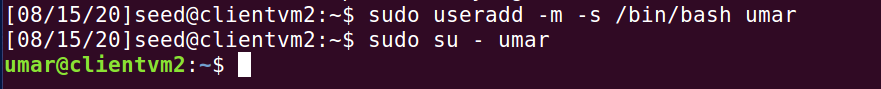 [08/15/20]seed@clientvm2:~$ sudo useradd -m -s /bin/bash umar
[08/15/20]seed@clientvm2:~$ sudo su - umar
umar@clientvm2:~$